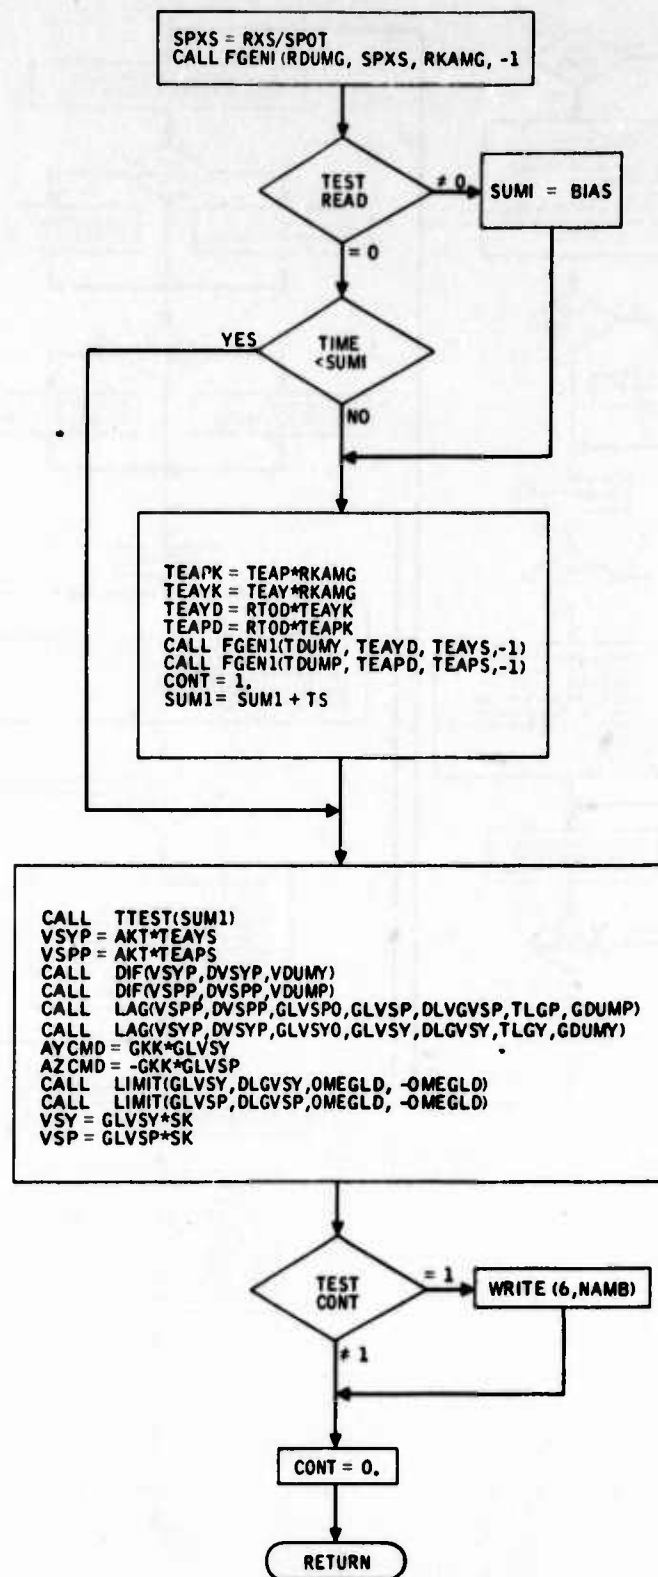 SPXS = RXS/SPOT
CALL FGENI (RDUMG, SPXS, RKAMG, -1
TEST
READ
≠ 0
SUMI = BIAS
= 0
YES
TIME
<SUMI
NO
TEAPK = TEAP*RKAMG
TEAYK = TEAY*RKAMG
TEAYD = RTOD*TEAYK
TEAPD = RTOD*TEAPK
CALL FGEN1(TDUMY, TEAYD, TEAYS,-1)
CALL FGEN1(TDUMP, TEAPD, TEAPS,-1)
CONT = 1.
SUM1= SUM1 + TS
CALL TTEST(SUM1)
VSYP = AKT*TEAYS
VSPP = AKT*TEAPS
CALL DIF(VSYP,DVSYP,VDUMY)
CALL DIF(VSPP,DVSPP,VDUMP)
CALL LAG(VSPP,DVSPP,GLVSPO,GLVSP,DLVGVSP,TLGP,GDUMP)
CALL LAG(VSYP,DVSYP,GLVSYO,GLVSY,DLGVSY,TLGY,GDUMY)
AYCMD = GKK*GLVSY
AZCMD = -GKK*GLVSP
CALL LIMIT(GLVSY,DLGVSY,OMEGLD, -OMEGLD)
CALL LIMIT(GLVSP,DLGVSP,OMEGLD, -OMEGLD)
VSY = GLVSY*SK
VSP = GLVSP*SK
TEST
CONT
= 1
WRITE (6,NAMB)
≠ 1
CONT = 0.
RETURN